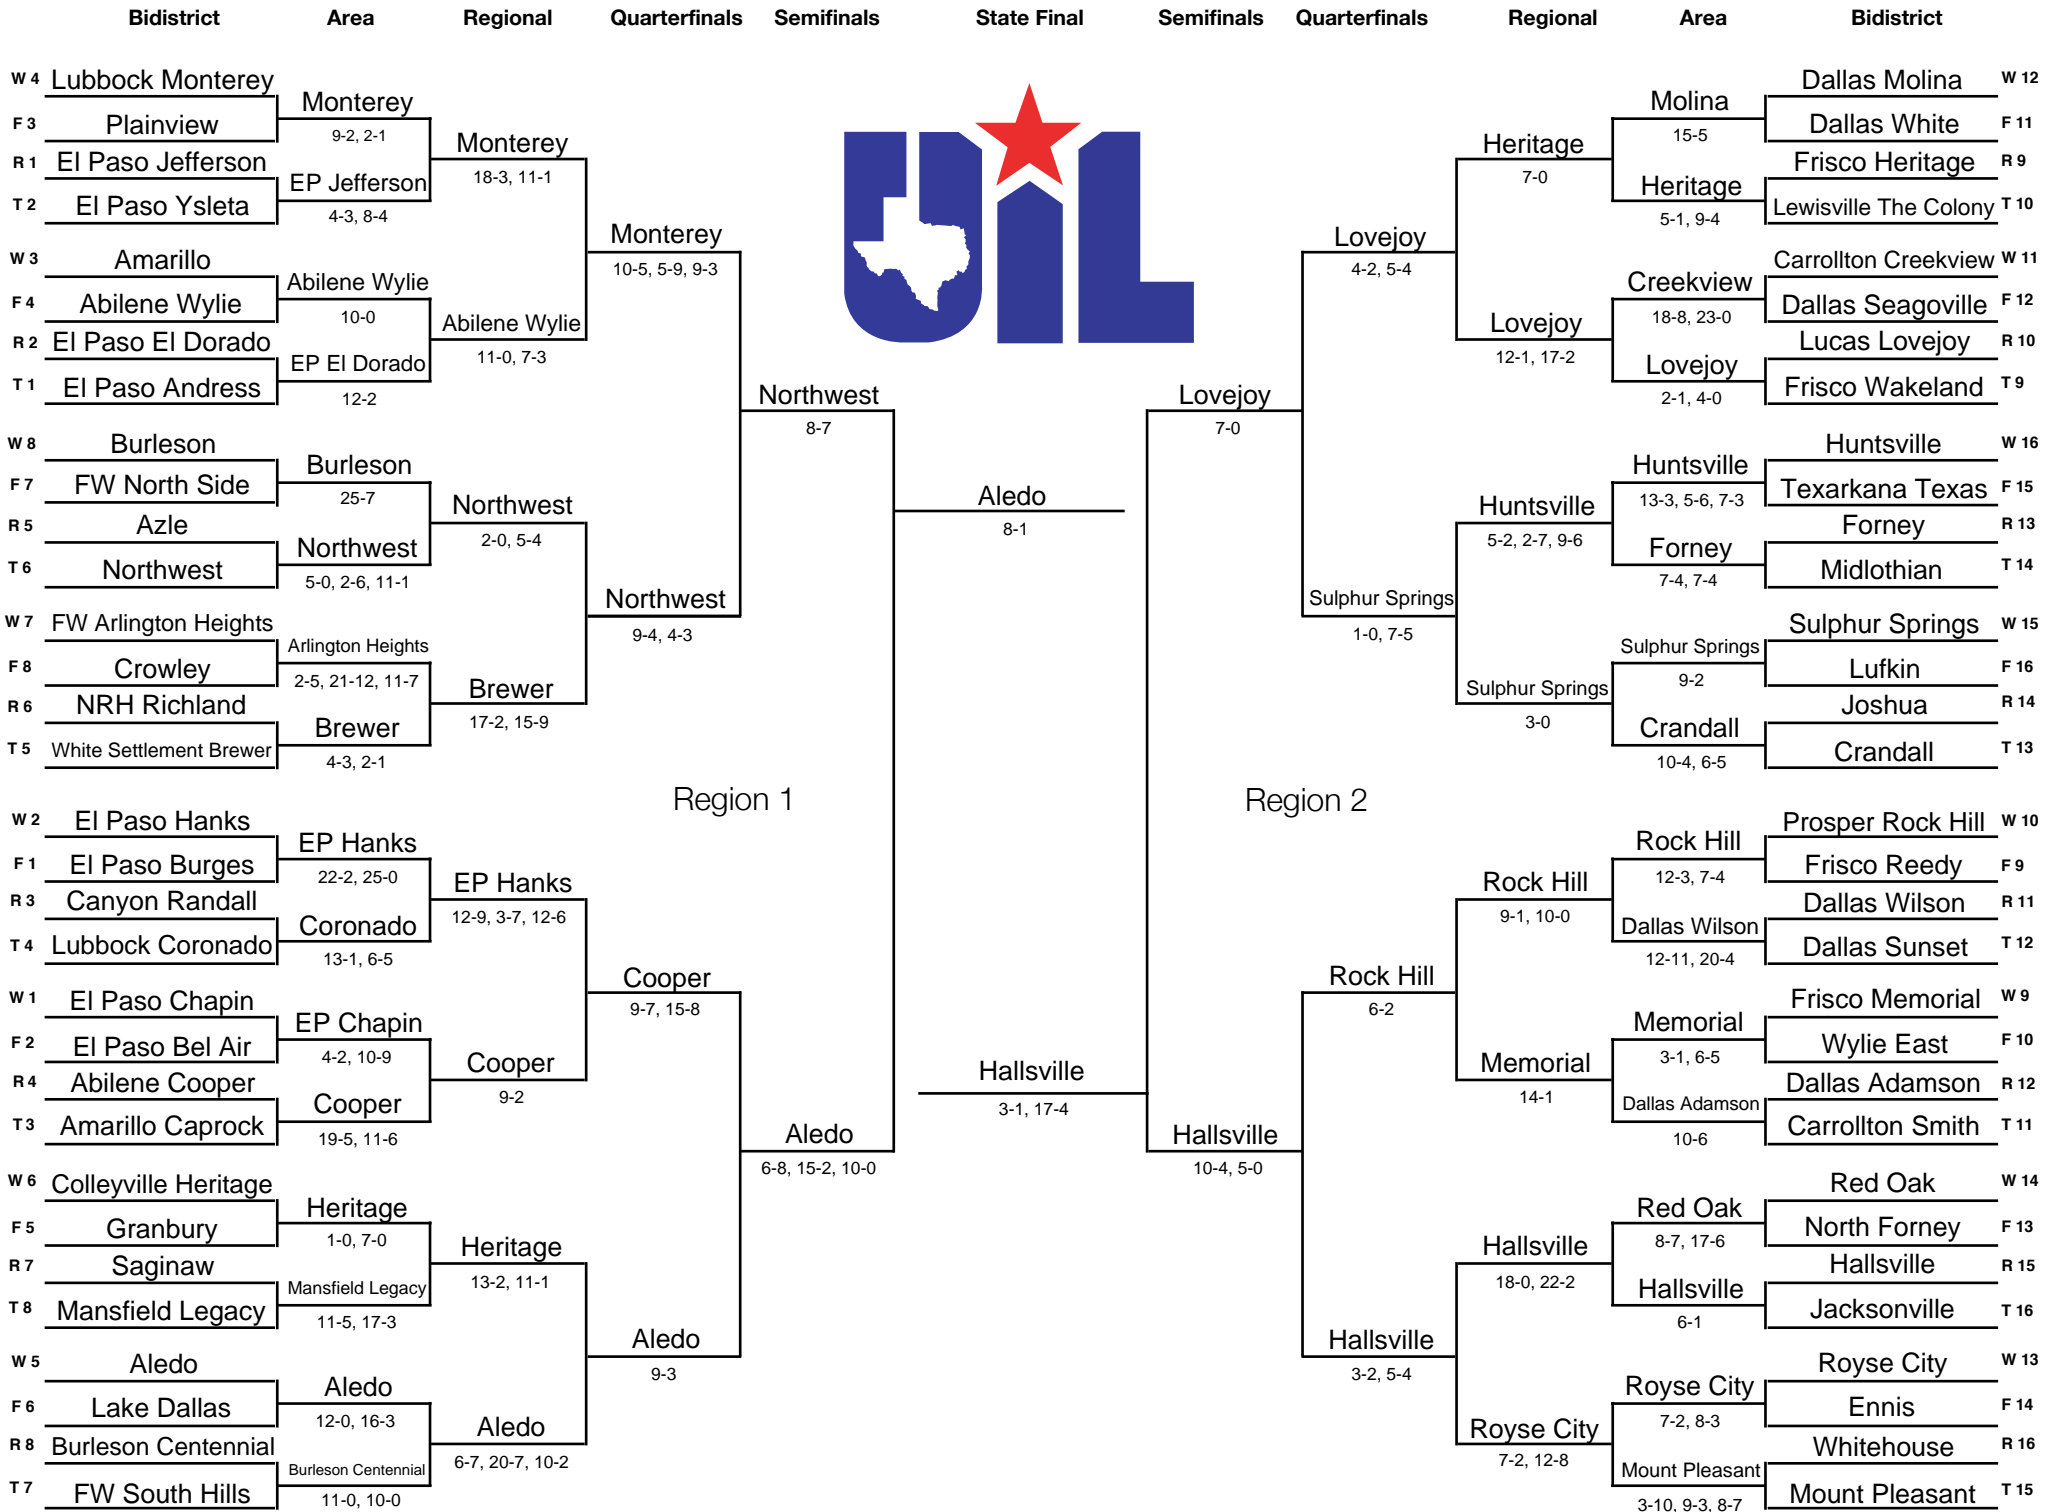 Bidistrict Area Regional Quarterfinals Semifinals State Final Semifinals Quarterfinals Regional Area Bidistrict
W 4 Lubbock Monterey
F 3 Plainview
R 1 El Paso Jefferson
T 2 El Paso Ysleta
W 3 Amarillo
F 4 Abilene Wylie
R 2 El Paso El Dorado
T 1 El Paso Andress
W 8 Burleson
F 7 FW North Side
R 5 Azle
T 6 Northwest
W 7 FW Arlington Heights
F 8 Crowley
R 6 NRH Richland
T 5 White Settlement Brewer
W 2 El Paso Hanks
F 1 El Paso Burges
R 3 Canyon Randall
T 4 Lubbock Coronado
W 1 El Paso Chapin
F 2 El Paso Bel Air
R 4 Abilene Cooper
T 3 Amarillo Caprock
W 6 Colleyville Heritage
F 5 Granbury
R 7 Saginaw
T 8 Mansfield Legacy
W 5 Aledo
F 6 Lake Dallas
R 8 Burleson Centennial
T 7 FW South Hills
Monterey
9-2, 2-1
EP Jefferson
4-3, 8-4
Abilene Wylie
10-0
EP El Dorado
12-2
Burleson
25-7
Northwest
5-0, 2-6, 11-1
Arlington Heights
2-5, 21-12, 11-7
Brewer
4-3, 2-1
EP Hanks
22-2, 25-0
Coronado
13-1, 6-5
EP Chapin
4-2, 10-9
Cooper
19-5, 11-6
Heritage
1-0, 7-0
Mansfield Legacy
11-5, 17-3
Aledo
12-0, 16-3
Burleson Centennial
11-0, 10-0
Monterey
18-3, 11-1
Abilene Wylie
11-0, 7-3
Northwest
2-0, 5-4
Brewer
17-2, 15-9
EP Hanks
12-9, 3-7, 12-6
Cooper
9-2
Heritage
13-2, 11-1
Aledo
6-7, 20-7, 10-2
Monterey
10-5, 5-9, 9-3
Northwest
9-4, 4-3
Region 1
Cooper
9-7, 15-8
Aledo
9-3
Northwest
8-7
Aledo
6-8, 15-2, 10-0
UIL
Aledo
8-1
Hallsville
3-1, 17-4
Lovejoy
7-0
Hallsville
10-4, 5-0
Lovejoy
4-2, 5-4
Sulphur Springs
1-0, 7-5
Region 2
Rock Hill
6-2
Hallsville
3-2, 5-4
Heritage
7-0
Lovejoy
12-1, 17-2
Huntsville
5-2, 2-7, 9-6
Sulphur Springs
3-0
Rock Hill
9-1, 10-0
Memorial
14-1
Hallsville
18-0, 22-2
Royse City
7-2, 12-8
Molina
15-5
Heritage
5-1, 9-4
Creekview
18-8, 23-0
Lovejoy
2-1, 4-0
Huntsville
13-3, 5-6, 7-3
Forney
7-4, 7-4
Sulphur Springs
9-2
Crandall
10-4, 6-5
Rock Hill
12-3, 7-4
Dallas Wilson
12-11, 20-4
Memorial
3-1, 6-5
Dallas Adamson
10-6
Red Oak
8-7, 17-6
Hallsville
6-1
Royse City
7-2, 8-3
Mount Pleasant
3-10, 9-3, 8-7
Dallas Molina W 12
Dallas White F 11
Frisco Heritage R 9
Lewisville The Colony T 10
Carrollton Creekview W 11
Dallas Seagoville F 12
Lucas Lovejoy R 10
Frisco Wakeland T 9
Huntsville W 16
Texarkana Texas F 15
Forney R 13
Midlothian T 14
Sulphur Springs W 15
Lufkin F 16
Joshua R 14
Crandall T 13
Prosper Rock Hill W 10
Frisco Reedy F 9
Dallas Wilson R 11
Dallas Sunset T 12
Frisco Memorial W 9
Wylie East F 10
Dallas Adamson R 12
Carrollton Smith T 11
Red Oak W 14
North Forney F 13
Hallsville R 15
Jacksonville T 16
Royse City W 13
Ennis F 14
Whitehouse R 16
Mount Pleasant T 15